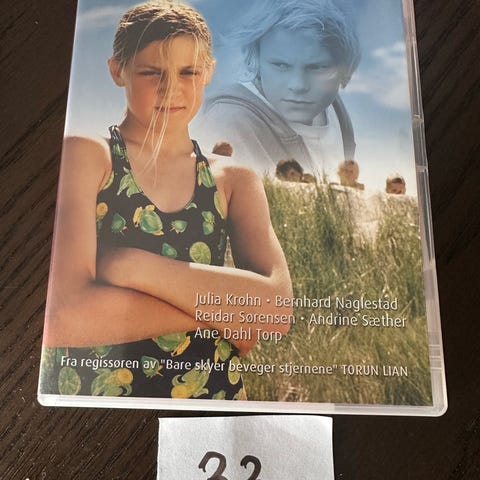 Julia Krohn • Bernhard Naglestad
Reidar Sørensen • Andrine Sæther
Ane Dahl Torp
Fra regissøren av "Bare skyer beveger stjernene" TORUN LIAN
32